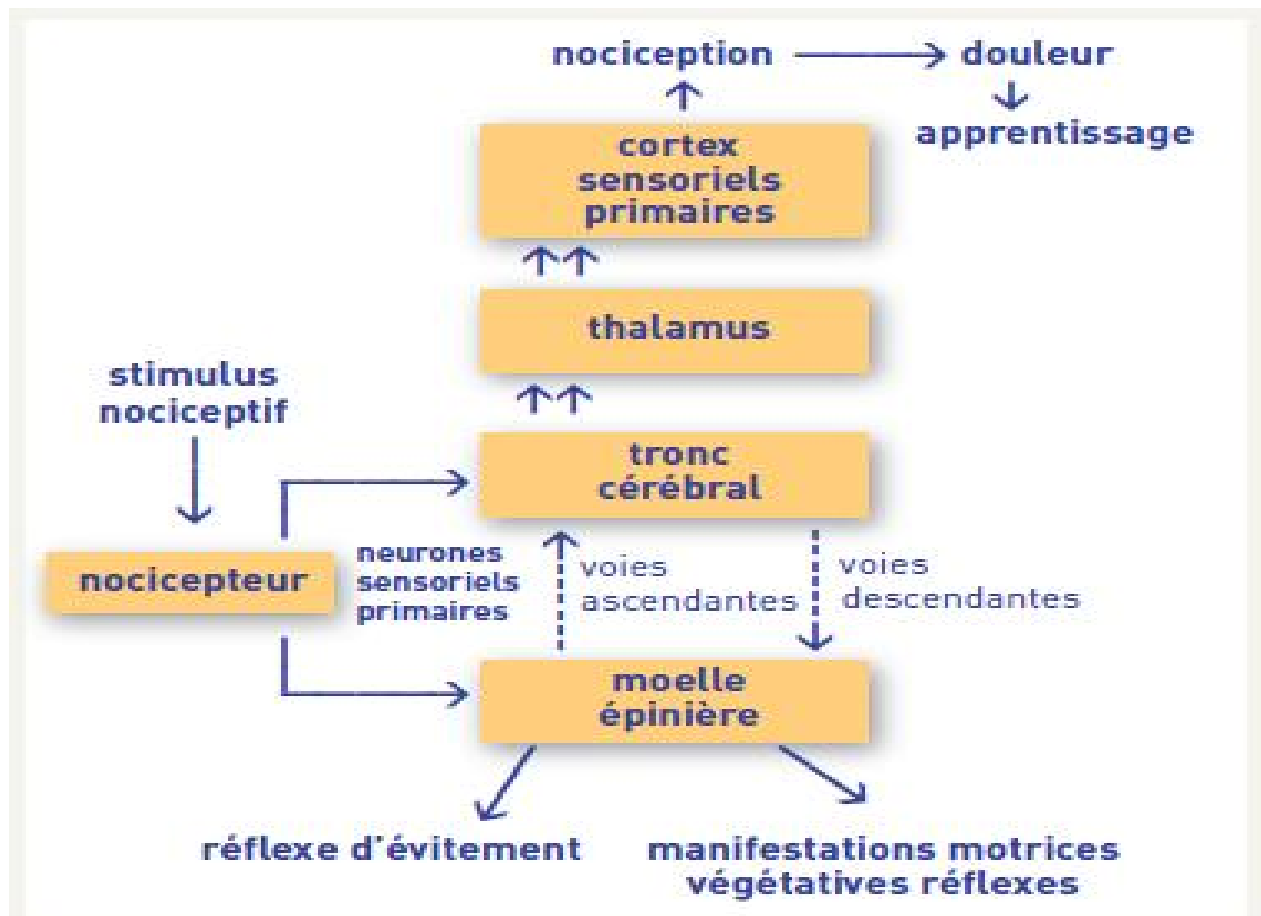 nociception
douleur
apprentissage
cortex
sensoriels
primaires
thalamus
stimulus
nociceptif
tronc
cérébral
nocicepteur
neurones
sensoriels
primaires
voies
ascendantes
voies
descendantes
moelle
épinière
réflexe d'évitement
manifestations motrices
végétatives réflexes